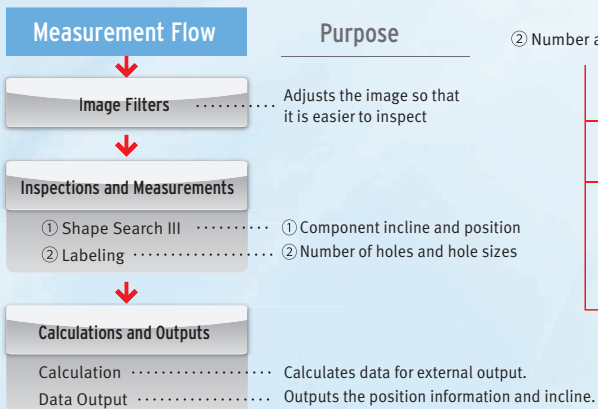 Measurement Flow
Purpose
② Number a
Image Filters ··········· Adjusts the image so that
it is easier to inspect
Inspections and Measurements
① Shape Search III ·········· ① Component incline and position
② Labeling ·················· ② Number of holes and hole sizes
Calculations and Outputs
Calculation ·················· Calculates data for external output.
Data Output ················· Outputs the position information and incline.